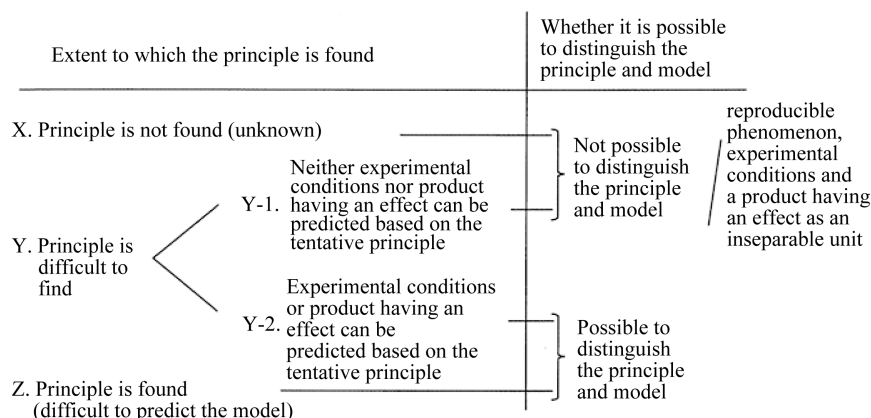 Extent to which the principle is found
Whether it is possible
to distinguish the
principle and model
X. Principle is not found (unknown)
Y. Principle is
difficult to
find
Y-1.
Neither experimental
conditions nor product
having an effect can be
predicted based on the
tentative principle
Y-2.
Experimental conditions
or product having an
effect can be
predicted based on the
tentative principle
Z. Principle is found
(difficult to predict the model)
Not possible
to distinguish
the principle
and model
Possible to
distinguish
the principle
and model
reproducible
phenomenon,
experimental
conditions and
a product having
an effect as an
inseparable unit